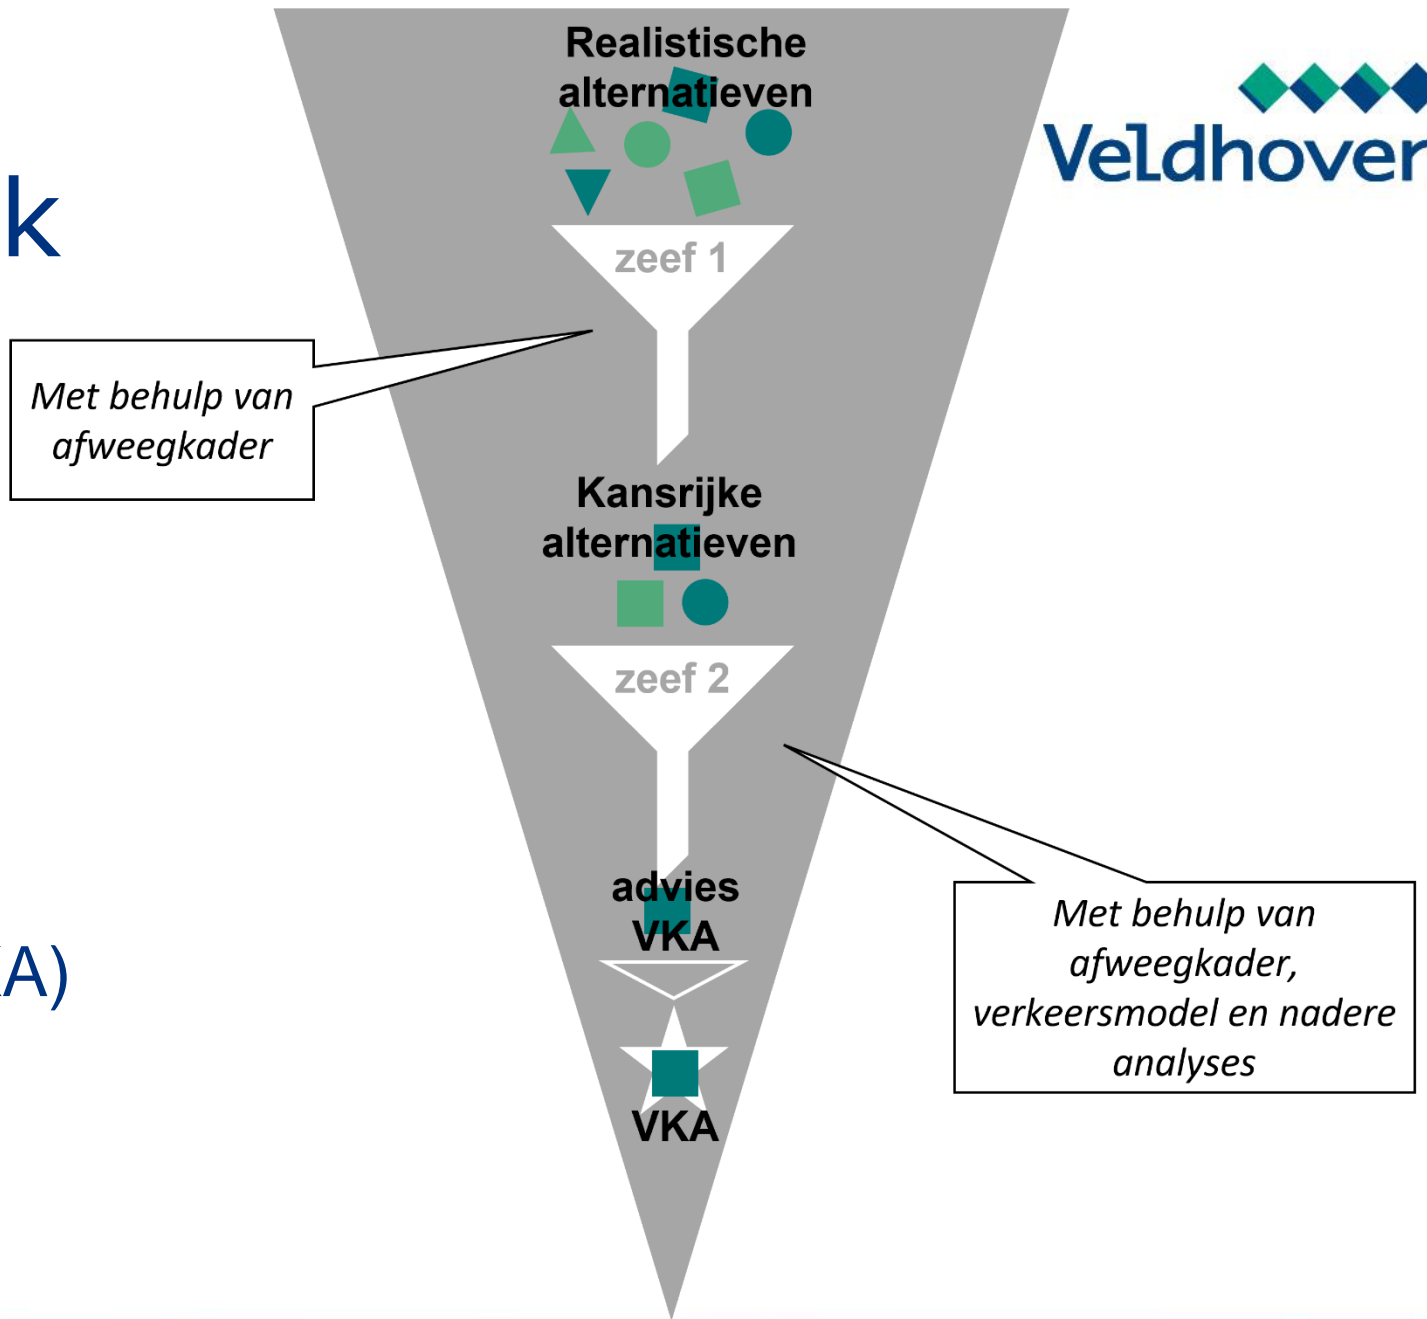 Realistische
alternatieven
Veldhoven
k
zeef 1
Met behulp van
afweegkader
Kansrijke
alternatieven
zeef 2
advies
VKA
A)
Met behulp van
afweegkader,
verkeersmodel en nadere
analyses
VKA